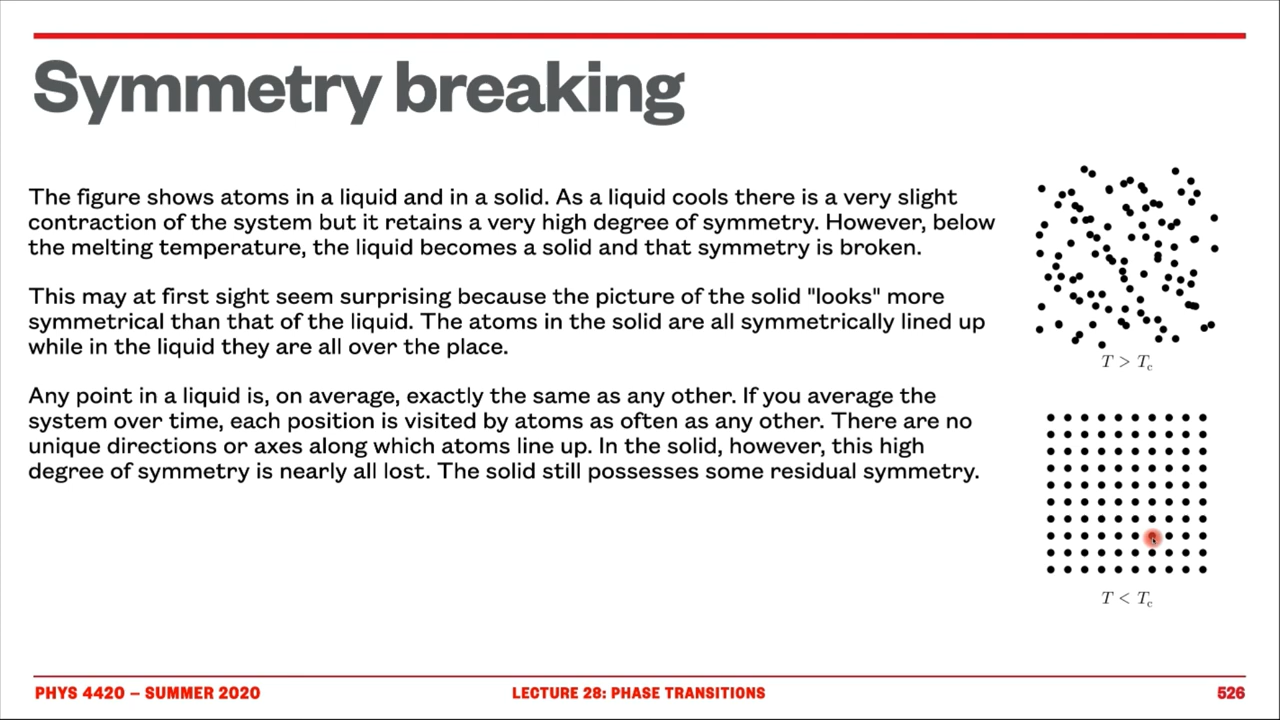 Symmetry breaking
The figure shows atoms in a liquid and in a solid. As a liquid cools there is a very slight
contraction of the system but it retains a very high degree of symmetry. However, below
the melting temperature, the liquid becomes a solid and that symmetry is broken.
This may at first sight seem surprising because the picture of the solid "looks" more
symmetrical than that of the liquid. The atoms in the solid are all symmetrically lined up
while in the liquid they are all over the place.
Any point in a liquid is, on average, exactly the same as any other. If you average the
system over time, each position is visited by atoms as often as any other. There are no
unique directions or axes along which atoms line up. In the solid, however, this high
degree of symmetry is nearly all lost. The solid still possesses some residual symmetry.
T > Tc
T < Tc
PHYS 4420 – SUMMER 2020
LECTURE 28: PHASE TRANSITIONS
526